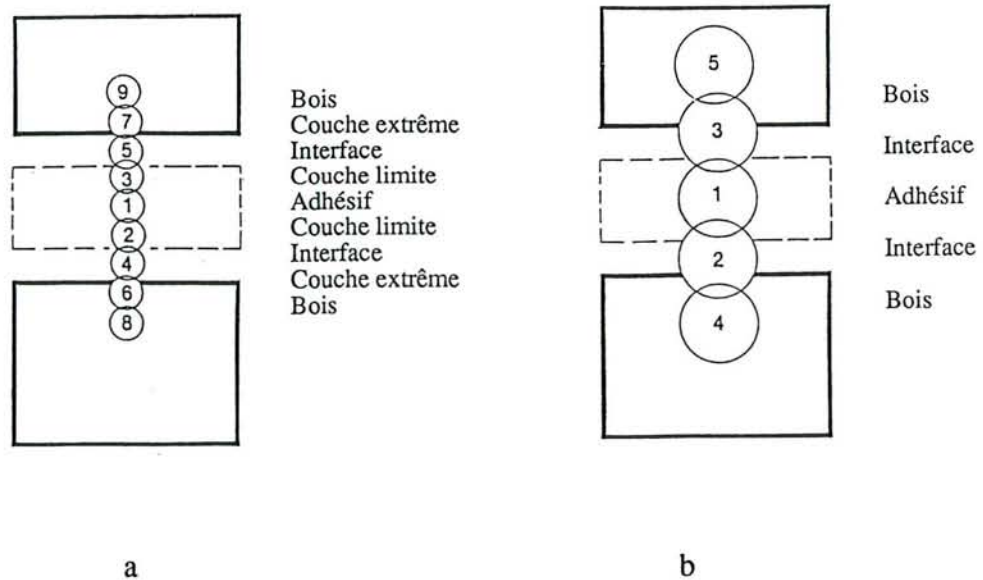 9
7
5
3
1
2
4
6
8
Bois
Couche extrême
Interface
Couche limite
Adhésif
Couche limite
Interface
Couche extrême
Bois
a
5
3
1
2
4
Bois
Interface
Adhésif
Interface
Bois
b